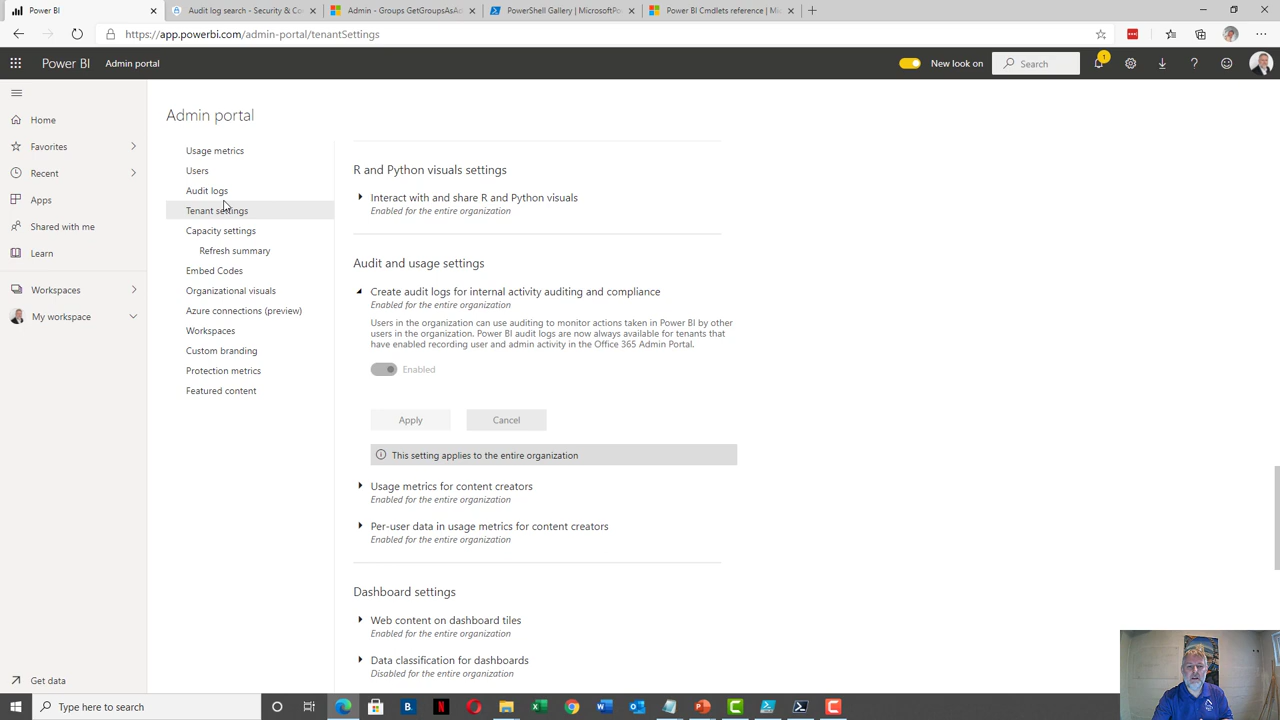 Power BI
Audit log search - Security & Co
Admin - Groups GetGroupsAsAd
PowerShell Gallery | MicrosoftPo
Power BI Cmdlets reference | Mic
https://app.powerbi.com/admin-portal/tenantSettings
Power BI Admin portal
New look on
Search
1
Home
Favorites
Recent
Apps
Shared with me
Learn
Workspaces
My workspace
Get data
Admin portal
Usage metrics
Users
Audit logs
Tenant settings
Capacity settings
Refresh summary
Embed Codes
Organizational visuals
Azure connections (preview)
Workspaces
Custom branding
Protection metrics
Featured content
R and Python visuals settings
Interact with and share R and Python visuals
Enabled for the entire organization
Audit and usage settings
Create audit logs for internal activity auditing and compliance
Enabled for the entire organization
Users in the organization can use auditing to monitor actions taken in Power BI by other
users in the organization. Power BI audit logs are now always available for tenants that
have enabled recording user and admin activity in the Office 365 Admin Portal.
Enabled
Apply
Cancel
This setting applies to the entire organization
Usage metrics for content creators
Enabled for the entire organization
Per-user data in usage metrics for content creators
Enabled for the entire organization
Dashboard settings
Web content on dashboard tiles
Enabled for the entire organization
Data classification for dashboards
Disabled for the entire organization
Type here to search